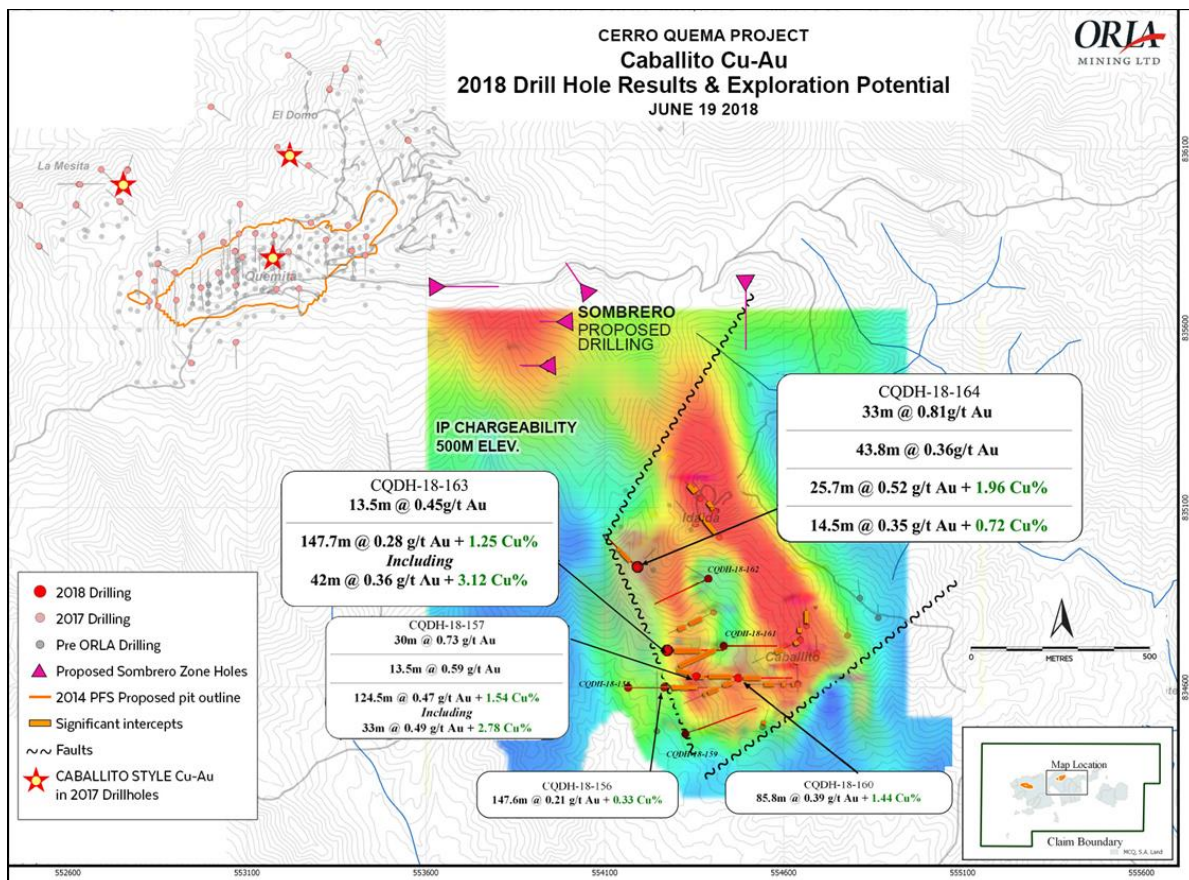 CERRO QUEMA PROJECT
Caballito Cu-Au
2018 Drill Hole Results & Exploration Potential
JUNE 19 2018
ORLA
MINING LTD
El Domo
La Mesita
Quemita
SOMBRERO
PROPOSED
DRILLING
IP CHARGEABILITY
500M ELEV.
CQDH-18-164
33m @ 0.81g/t Au
43.8m @ 0.36g/t Au
25.7m @ 0.52 g/t Au + 1.96 Cu%
14.5m @ 0.35 g/t Au + 0.72 Cu%
CQDH-18-163
13.5m @ 0.45g/t Au
147.7m @ 0.28 g/t Au + 1.25 Cu%
Including
42m @ 0.36 g/t Au + 3.12 Cu%
Idaida
CQDH-18-162
CQDH-18-161
Caballito
CQDH-18-157
30m @ 0.73 g/t Au
13.5m @ 0.59 g/t Au
124.5m @ 0.47 g/t Au + 1.54 Cu%
Including
33m @ 0.49 g/t Au + 2.78 Cu%
CQDH-18-159
CQDH-18-156
147.6m @ 0.21 g/t Au + 0.33 Cu%
CQDH-18-160
85.8m @ 0.39 g/t Au + 1.44 Cu%
2018 Drilling
2017 Drilling
Pre ORLA Drilling
Proposed Sombrero Zone Holes
2014 PFS Proposed pit outline
Significant intercepts
Faults
CABALLITO STYLE Cu-Au
in 2017 Drillholes
0
METRES
500
Map Location
Claim Boundary
MCQ, S.A. Land
836100
835600
835100
834600
552600
553100
553600
554100
554600
555100
555600